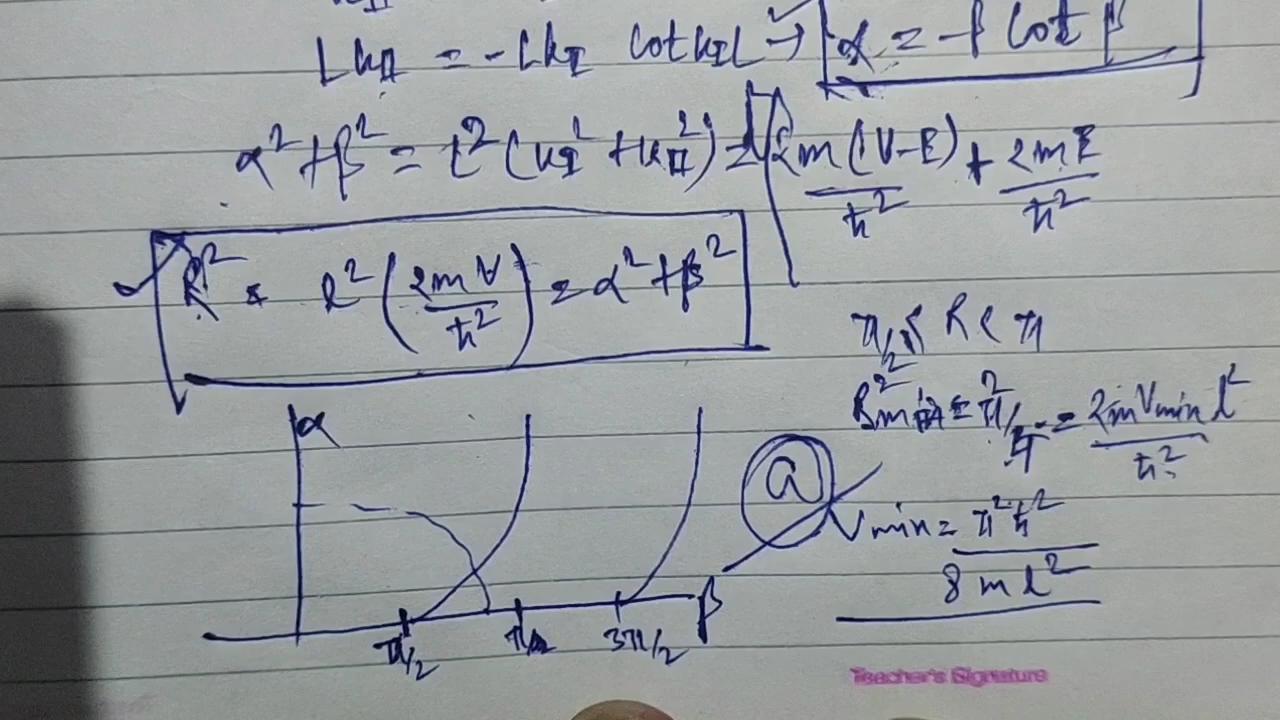 Lk_II = -Lk_I cot k_I L → α = -β Cot β
α² + β² = L² (k_I² + k_II²) = 2m(V-E)/ħ² + 2mE/ħ²
R² = l² (2mV/ħ²) = α² + β²
π/2 < R < π
R²min = π²/4 = 2mVmin l²/ħ²
α
a
Vmin = π²ħ²/8ml²
β
π/2
3π/2
Teacher's Signature